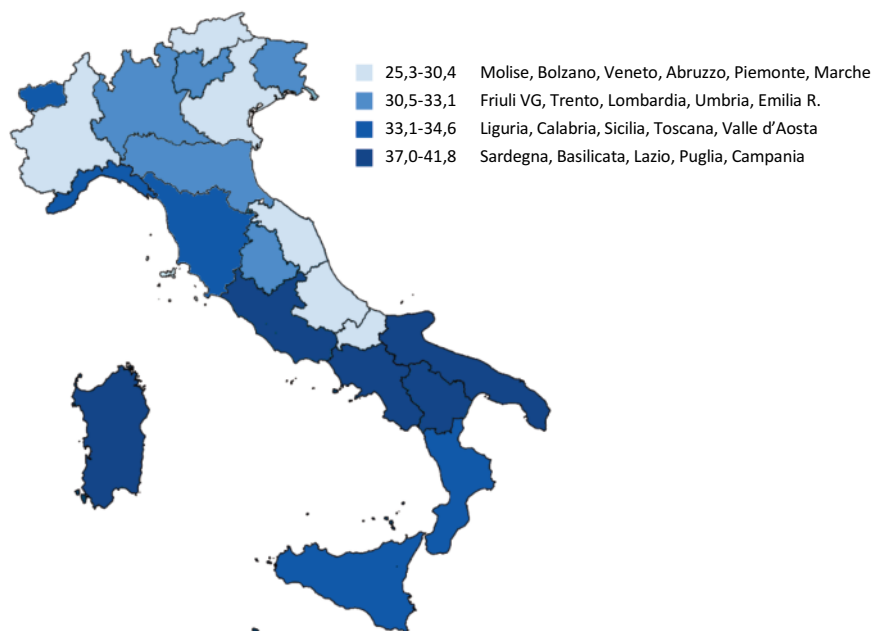 25,3-30,4 Molise, Bolzano, Veneto, Abruzzo, Piemonte, Marche
30,5-33,1 Friuli VG, Trento, Lombardia, Umbria, Emilia R.
33,1-34,6 Liguria, Calabria, Sicilia, Toscana, Valle d’Aosta
37,0-41,8 Sardegna, Basilicata, Lazio, Puglia, Campania